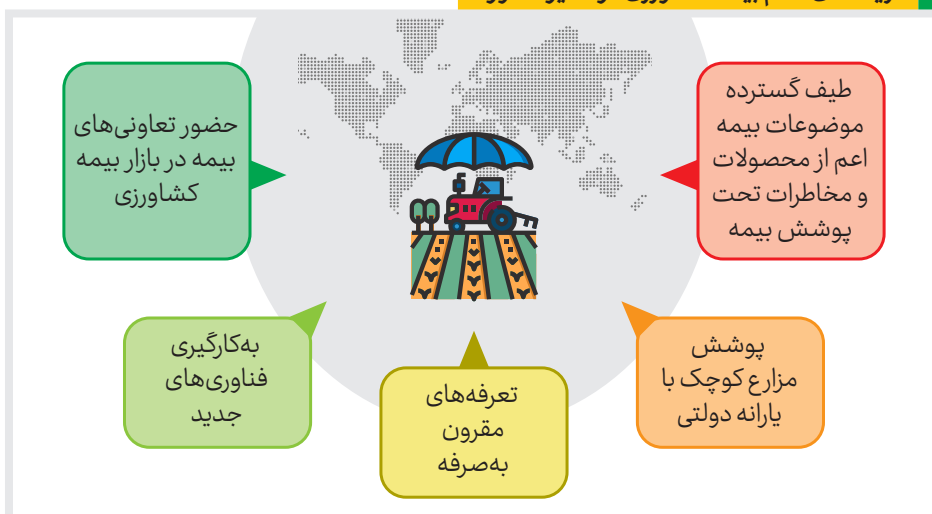 طیف گسترده
موضوعات بیمه
اعم از محصولات
و مخاطرات تحت
پوشش بیمه
حضور تعاونی‌های
بیمه در بازار بیمه
کشاورزی
پوشش
مزارع کوچک با
یارانه دولتی
تعرفه‌های
مقرون
به‌صرفه
به‌کارگیری
فناوری‌های
جدید